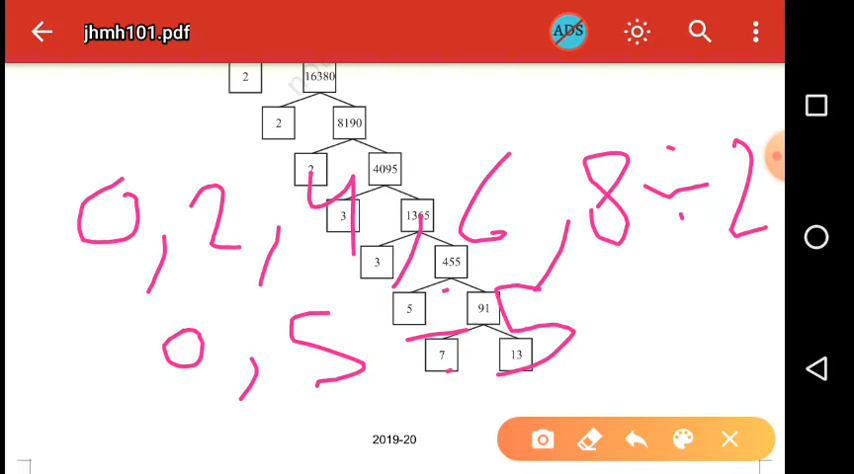 jhmh101.pdf
ADS
2 16380
2 8190
2 4095
3 1365
3 455
5 91
7 13
0, 2, 4, 6, 8 ÷ 2
0, 5 ÷ 5
2019-20